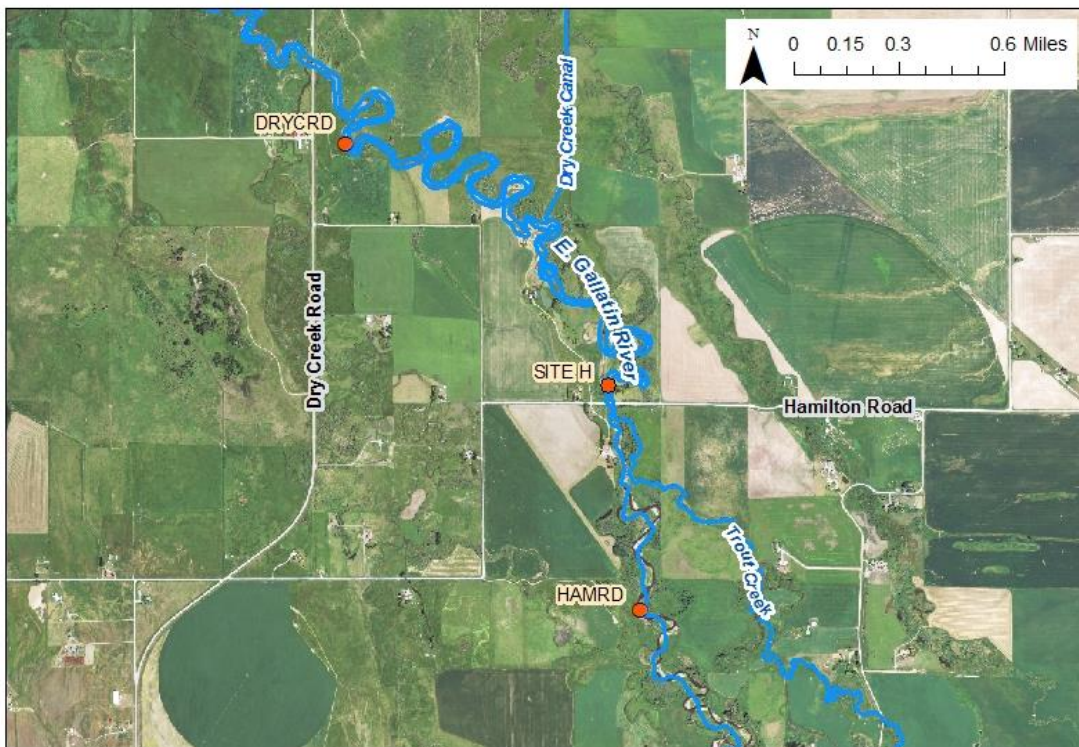 N
0 0.15 0.3 0.6 Miles
DRYCRD
Dry Creek Canal
E. Gallatin River
Dry Creek Road
SITE H
Hamilton Road
Trout Creek
HAMRD